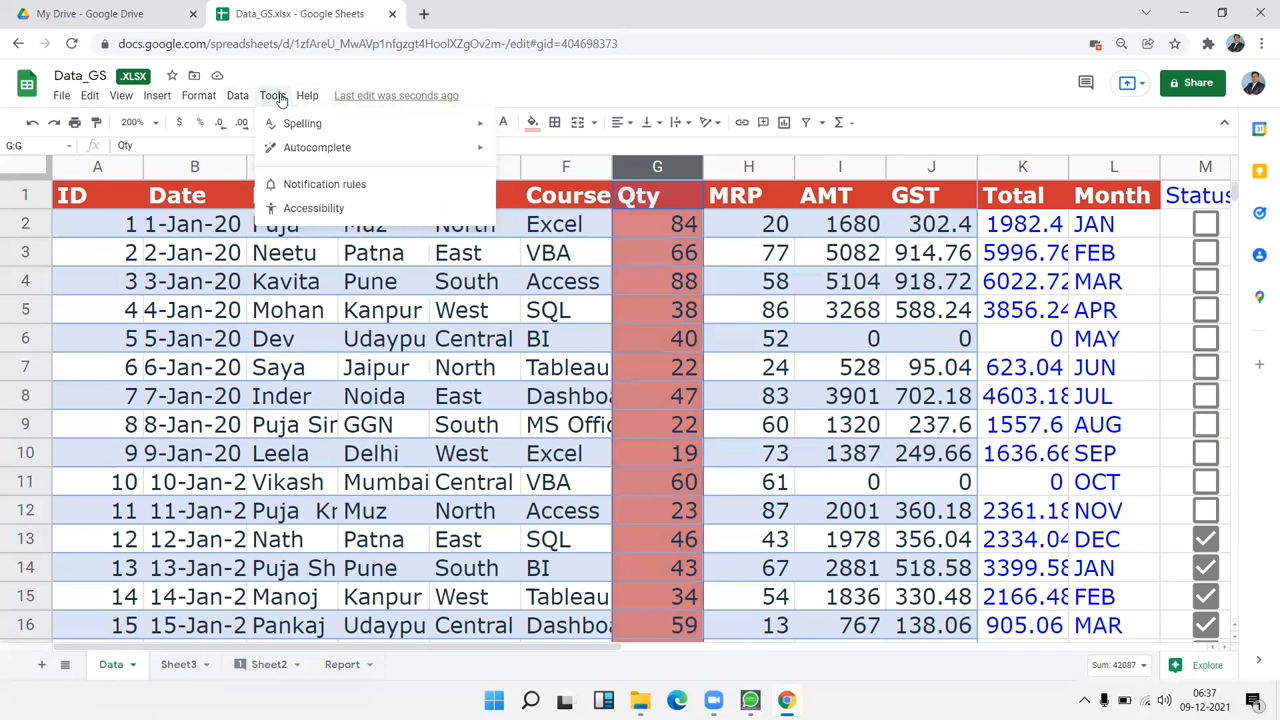 My Drive - Google Drive
Data_GS.xlsx - Google Sheets
docs.google.com/spreadsheets/d/1zfAreU_MwAVp1nfgzgt4HoolXZgOv2m-/edit#gid=404698373
Data_GS .XLSX
File Edit View Insert Format Data Tools Help Last edit was seconds ago
Share
200% $ % .0 .00 A Σ
G:G fx Qty
Spelling
Autocomplete
Notification rules
Accessibility
A B F G H I J K L M
1 ID Date Course Qty MRP AMT GST Total Month Status
2 1 1-Jan-20 Puja Muz North Excel 84 20 1680 302.4 1982.4 JAN
3 2 2-Jan-20 Neetu Patna East VBA 66 77 5082 914.76 5996.76 FEB
4 3 3-Jan-20 Kavita Pune South Access 88 58 5104 918.72 6022.72 MAR
5 4 4-Jan-20 Mohan Kanpur West SQL 38 86 3268 588.24 3856.24 APR
6 5 5-Jan-20 Dev Udaypu Central BI 40 52 0 0 0 MAY
7 6 6-Jan-20 Saya Jaipur North Tableau 22 24 528 95.04 623.04 JUN
8 7 7-Jan-20 Inder Noida East Dashbo 47 83 3901 702.18 4603.18 JUL
9 8 8-Jan-20 Puja Sir GGN South MS Offic 22 60 1320 237.6 1557.6 AUG
10 9 9-Jan-20 Leela Delhi West Excel 19 73 1387 249.66 1636.66 SEP
11 10 10-Jan-2 Vikash Mumbai Central VBA 60 61 0 0 0 OCT
12 11 11-Jan-2 Puja Kr Muz North Access 23 87 2001 360.18 2361.18 NOV
13 12 12-Jan-2 Nath Patna East SQL 46 43 1978 356.04 2334.04 DEC
14 13 13-Jan-2 Puja Sh Pune South BI 43 67 2881 518.58 3399.58 JAN
15 14 14-Jan-2 Manoj Kanpur West Tableau 34 54 1836 330.48 2166.48 FEB
16 15 15-Jan-2 Pankaj Udaypu Central Dashboa 59 13 767 138.06 905.06 MAR
Data Sheet3 1 Sheet2 Report Sum: 42087 Explore
06:37
09-12-2021
1